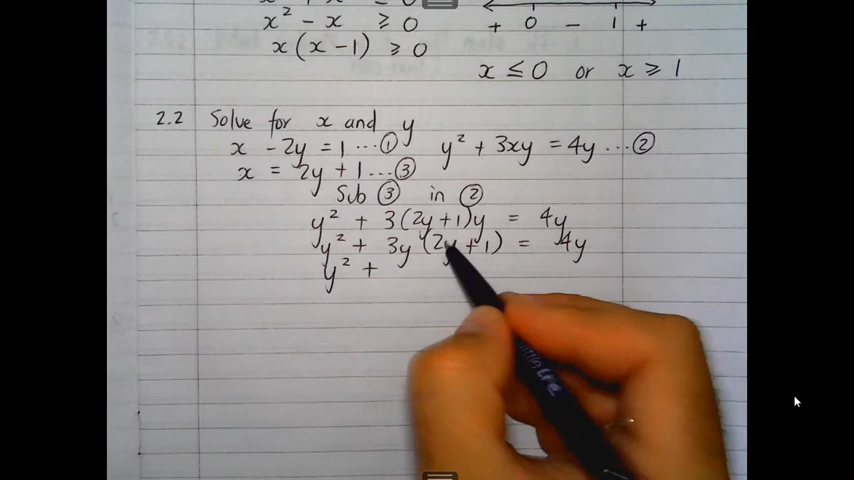 x² - x ≥ 0
+ 0 - 1 +
x(x - 1) ≥ 0
x ≤ 0 or x ≥ 1
2.2 Solve for x and y
x - 2y = 1 ...① y² + 3xy = 4y ...②
x = 2y + 1 ...③
Sub ③ in ②
y² + 3(2y + 1)y = 4y
y² + 3y(2y + 1) = 4y
y² +